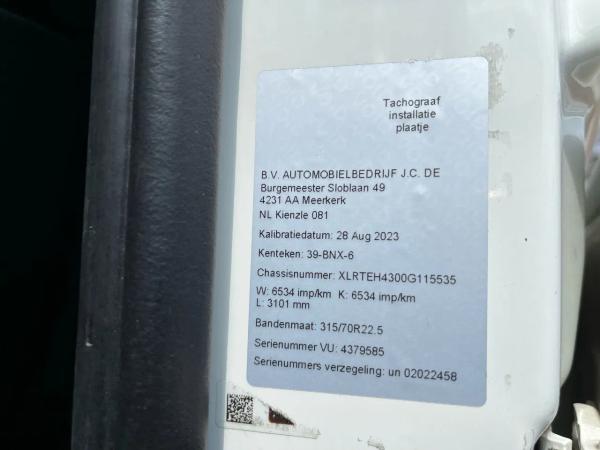 Tachograaf
installatie
plaatje
B.V. AUTOMOBIELBEDRIJF J.C. DE
Burgemeester Sloblaan 49
4231 AA Meerkerk
NL Kienzle 081
Kalibratiedatum: 28 Aug 2023
Kenteken: 39-BNX-6
Chassisnummer: XLRTEH4300G115535
W: 6534 imp/km K: 6534 imp/km
L: 3101 mm
Bandenmaat: 315/70R22.5
Serienummer VU: 4379585
Serienummers verzegeling: un 02022458